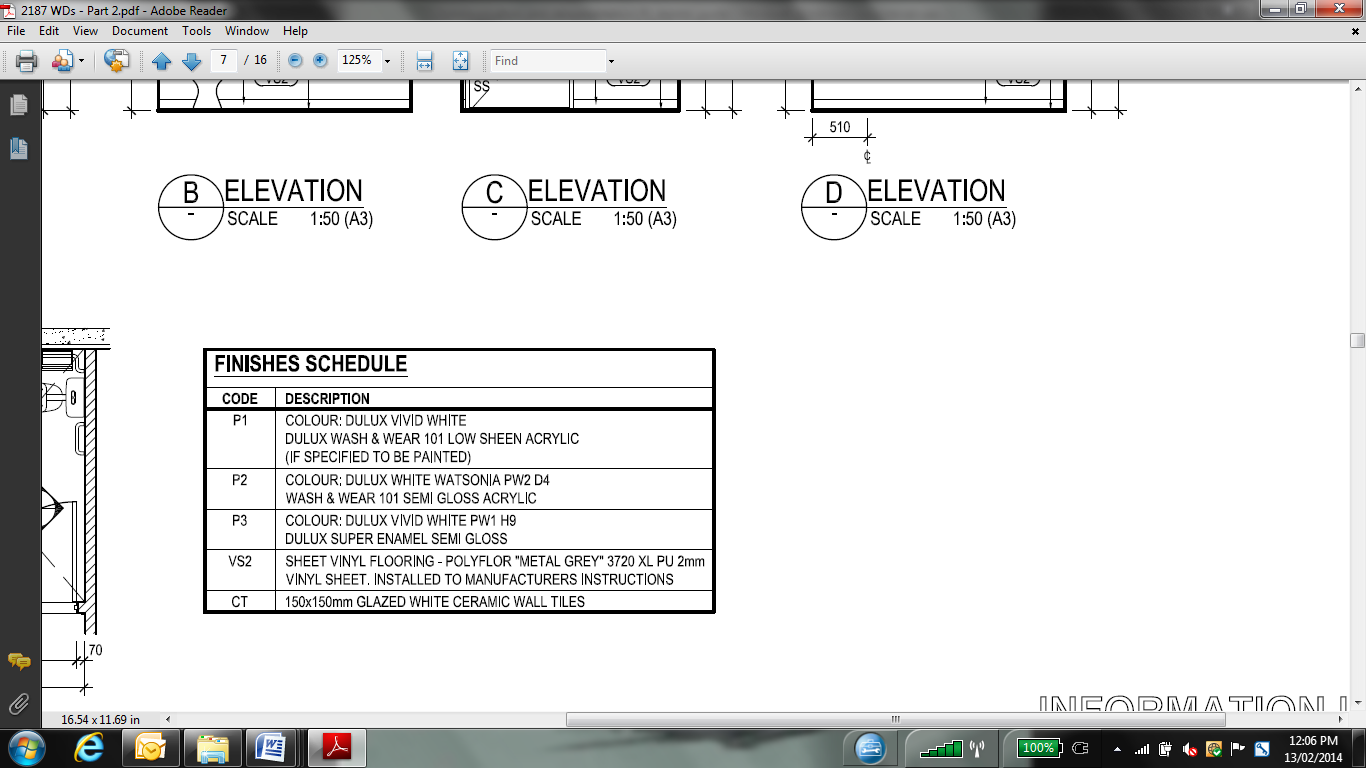 2187 WDs - Part 2.pdf - Adobe Reader
File Edit View Document Tools Window Help
7 / 16 125% Find
VS2 SS VS2
510
B ELEVATION
- SCALE 1:50 (A3)
C ELEVATION
- SCALE 1:50 (A3)
D ELEVATION
- SCALE 1:50 (A3)
FINISHES SCHEDULE
CODE DESCRIPTION
P1 COLOUR: DULUX VIVID WHITE
DULUX WASH & WEAR 101 LOW SHEEN ACRYLIC
(IF SPECIFIED TO BE PAINTED)
P2 COLOUR: DULUX WHITE WATSONIA PW2 D4
WASH & WEAR 101 SEMI GLOSS ACRYLIC
P3 COLOUR: DULUX VIVID WHITE PW1 H9
DULUX SUPER ENAMEL SEMI GLOSS
VS2 SHEET VINYL FLOORING - POLYFLOR "METAL GREY" 3720 XL PU 2mm
VINYL SHEET. INSTALLED TO MANUFACTURERS INSTRUCTIONS
CT 150x150mm GLAZED WHITE CERAMIC WALL TILES
70
INFORMATION
16.54 x 11.69 in
100%
12:06 PM
13/02/2014